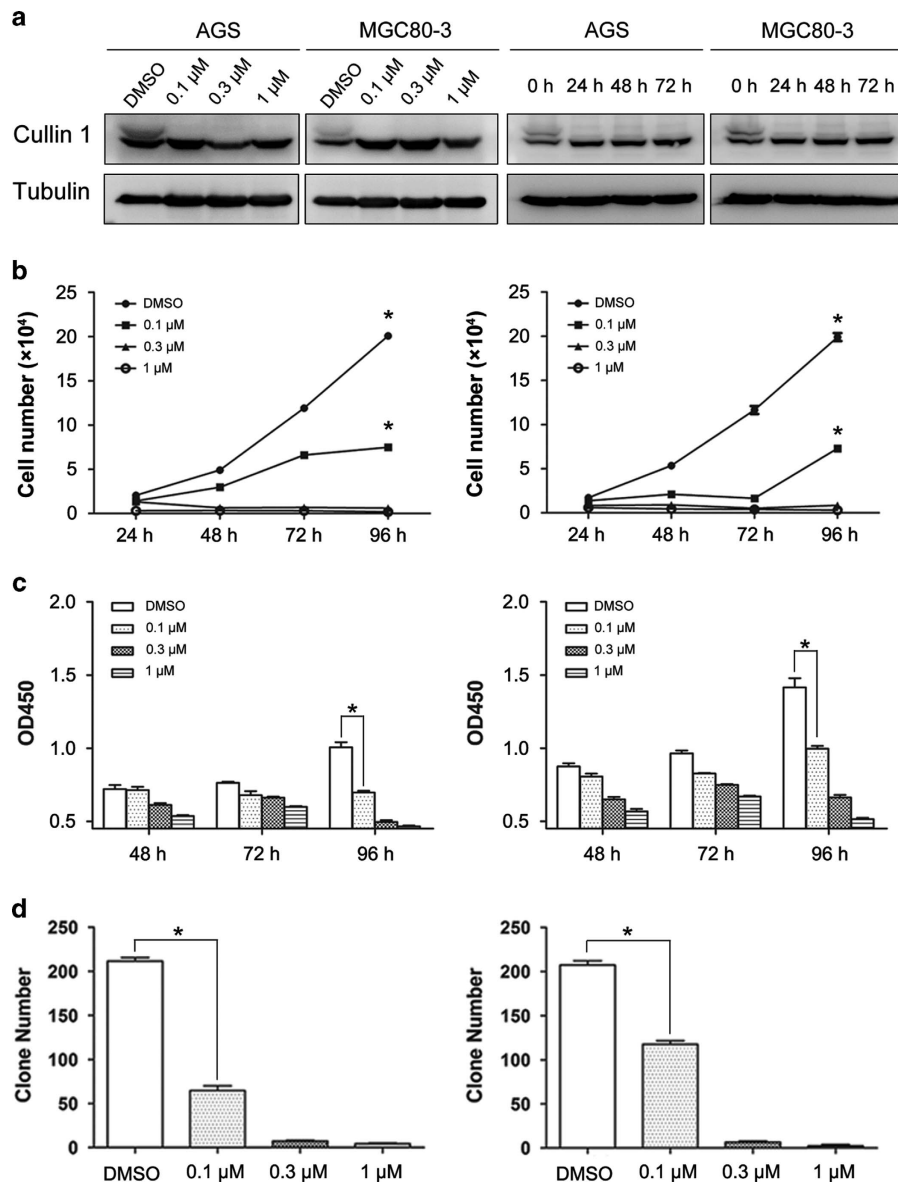 a
AGS MGC80-3 AGS MGC80-3
DMSO 0.1 µM 0.3 µM 1 µM DMSO 0.1 µM 0.3 µM 1 µM 0 h 24 h 48 h 72 h 0 h 24 h 48 h 72 h
Cullin 1
Tubulin
b
Cell number (×10⁴)
25
20
15
10
5
0
DMSO
0.1 µM
0.3 µM
1 µM
*
*
24 h 48 h 72 h 96 h
Cell number (×10⁴)
25
20
15
10
5
0
DMSO
0.1 µM
0.3 µM
1 µM
*
*
24 h 48 h 72 h 96 h
c
OD450
2.0
1.5
1.0
0.5
DMSO
0.1 µM
0.3 µM
1 µM
*
48 h 72 h 96 h
OD450
2.0
1.5
1.0
0.5
DMSO
0.1 µM
0.3 µM
1 µM
*
48 h 72 h 96 h
d
Clone Number
250
200
150
100
50
0
*
DMSO 0.1 µM 0.3 µM 1 µM
Clone Number
250
200
150
100
50
0
*
DMSO 0.1 µM 0.3 µM 1 µM